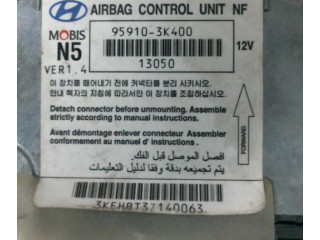 AIRBAG CONTROL UNIT NF
MOBIS
95910-3K400
12V
N5
VER1.4
13050
이 장치를 떼어내기 전에 커넥터를 분리 시키시오.
안내 책자의 지침에 따라서만 이 장치를 조립하십시오.
Detach connector before unmounting. Assemble
strictly according to manual instructions.
Avant démontage enlever connecteur Assembler
conformement au manuel d' instructions.
FORWARD
افصل الموصل قبل الفك.
يتم تجميعه بدقة وفقا لدليل التعليمات
3KEHBT3Z140063